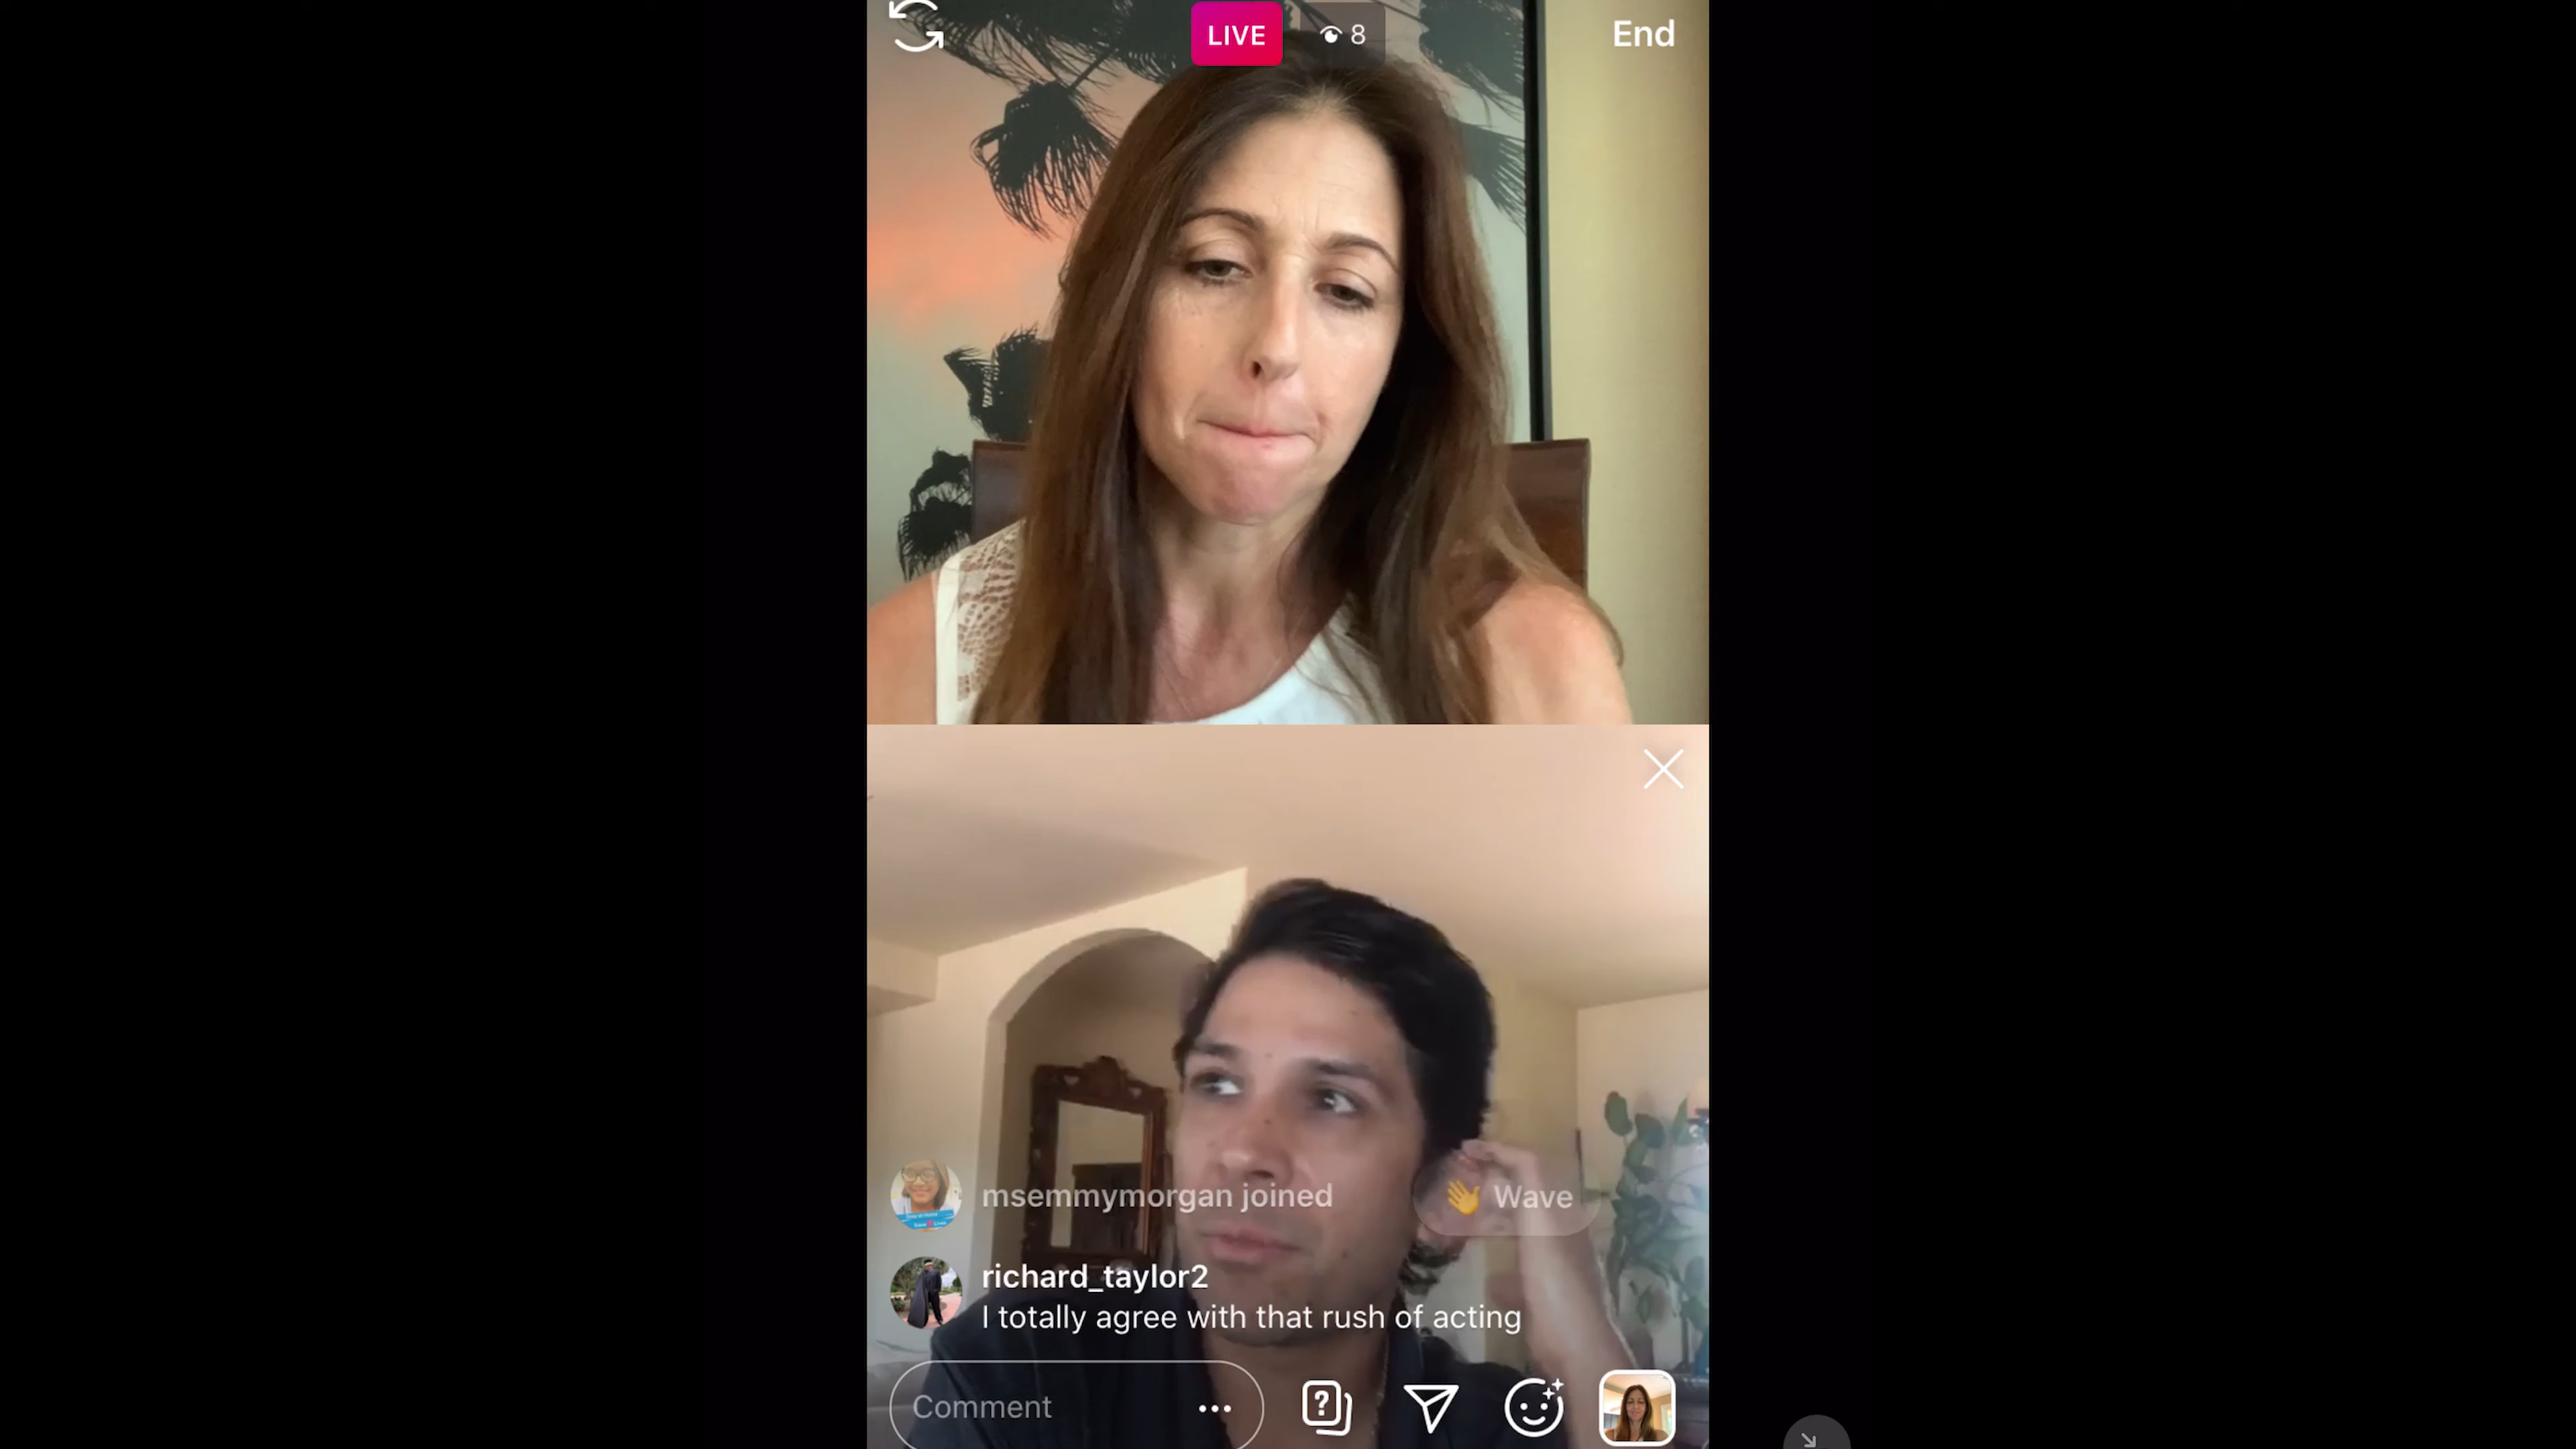 LIVE 8 End
msemmymorgan joined 👋 Wave
richard_taylor2
I totally agree with that rush of acting
Comment